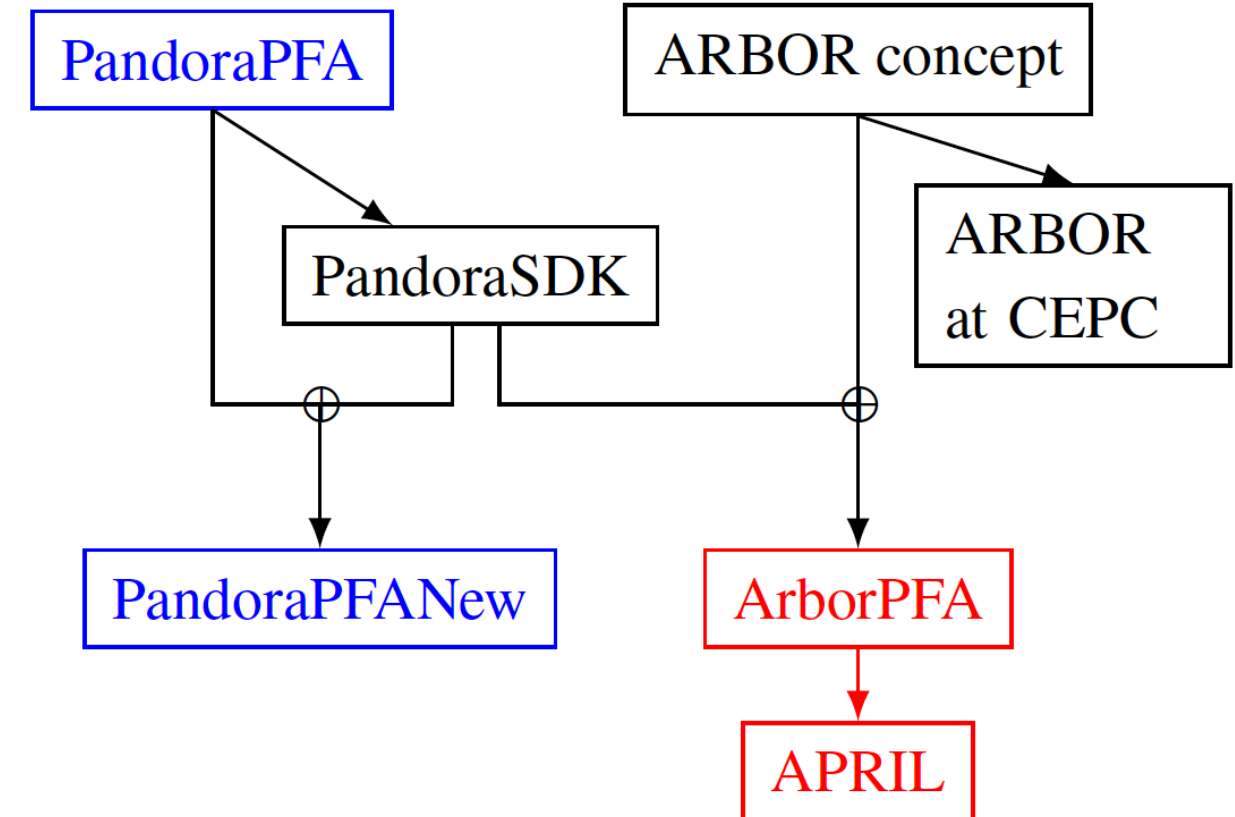 PandoraPFA
ARBOR concept
ARBOR
at CEPC
PandoraSDK
PandoraPFANew
ArborPFA
APRIL